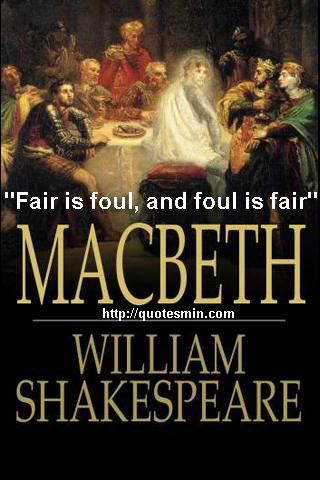 "Fair is foul, and foul is fair"
MACBETH
http://quotesmin.com
WILLIAM
SHAKESPEARE